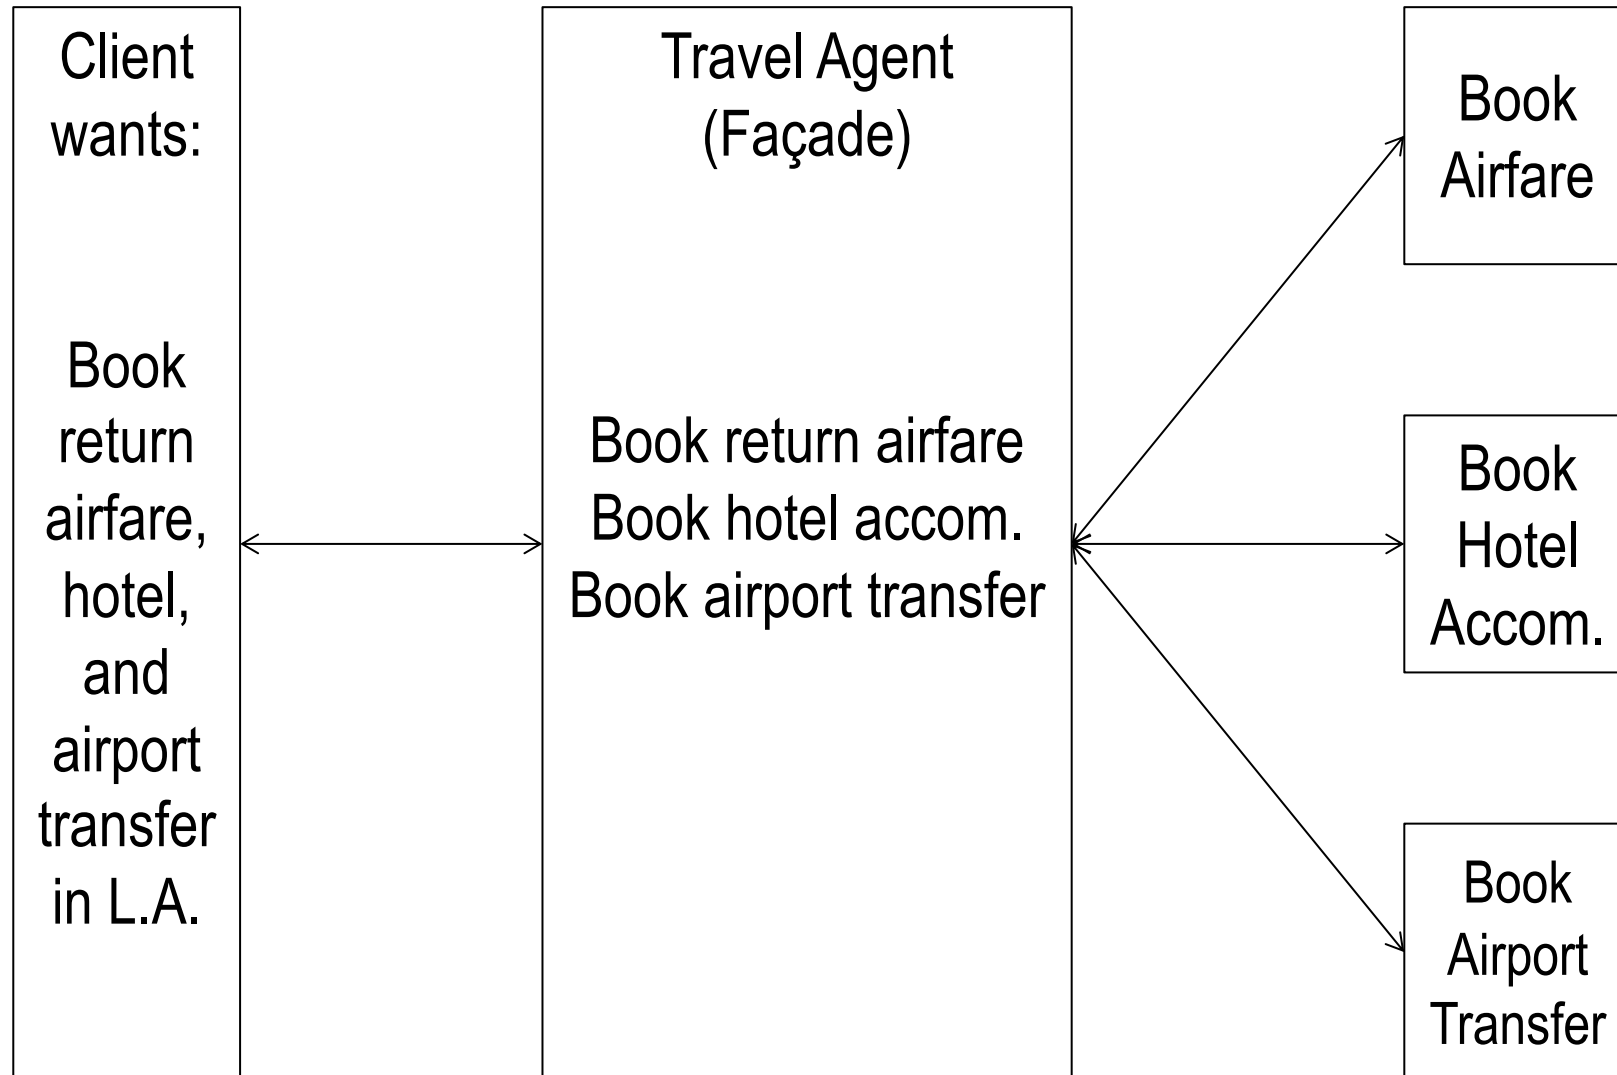 Client
wants:
Book
return
airfare,
hotel,
and
airport
transfer
in L.A.
Travel Agent
(Façade)
Book return airfare
Book hotel accom.
Book airport transfer
Book
Airfare
Book
Hotel
Accom.
Book
Airport
Transfer